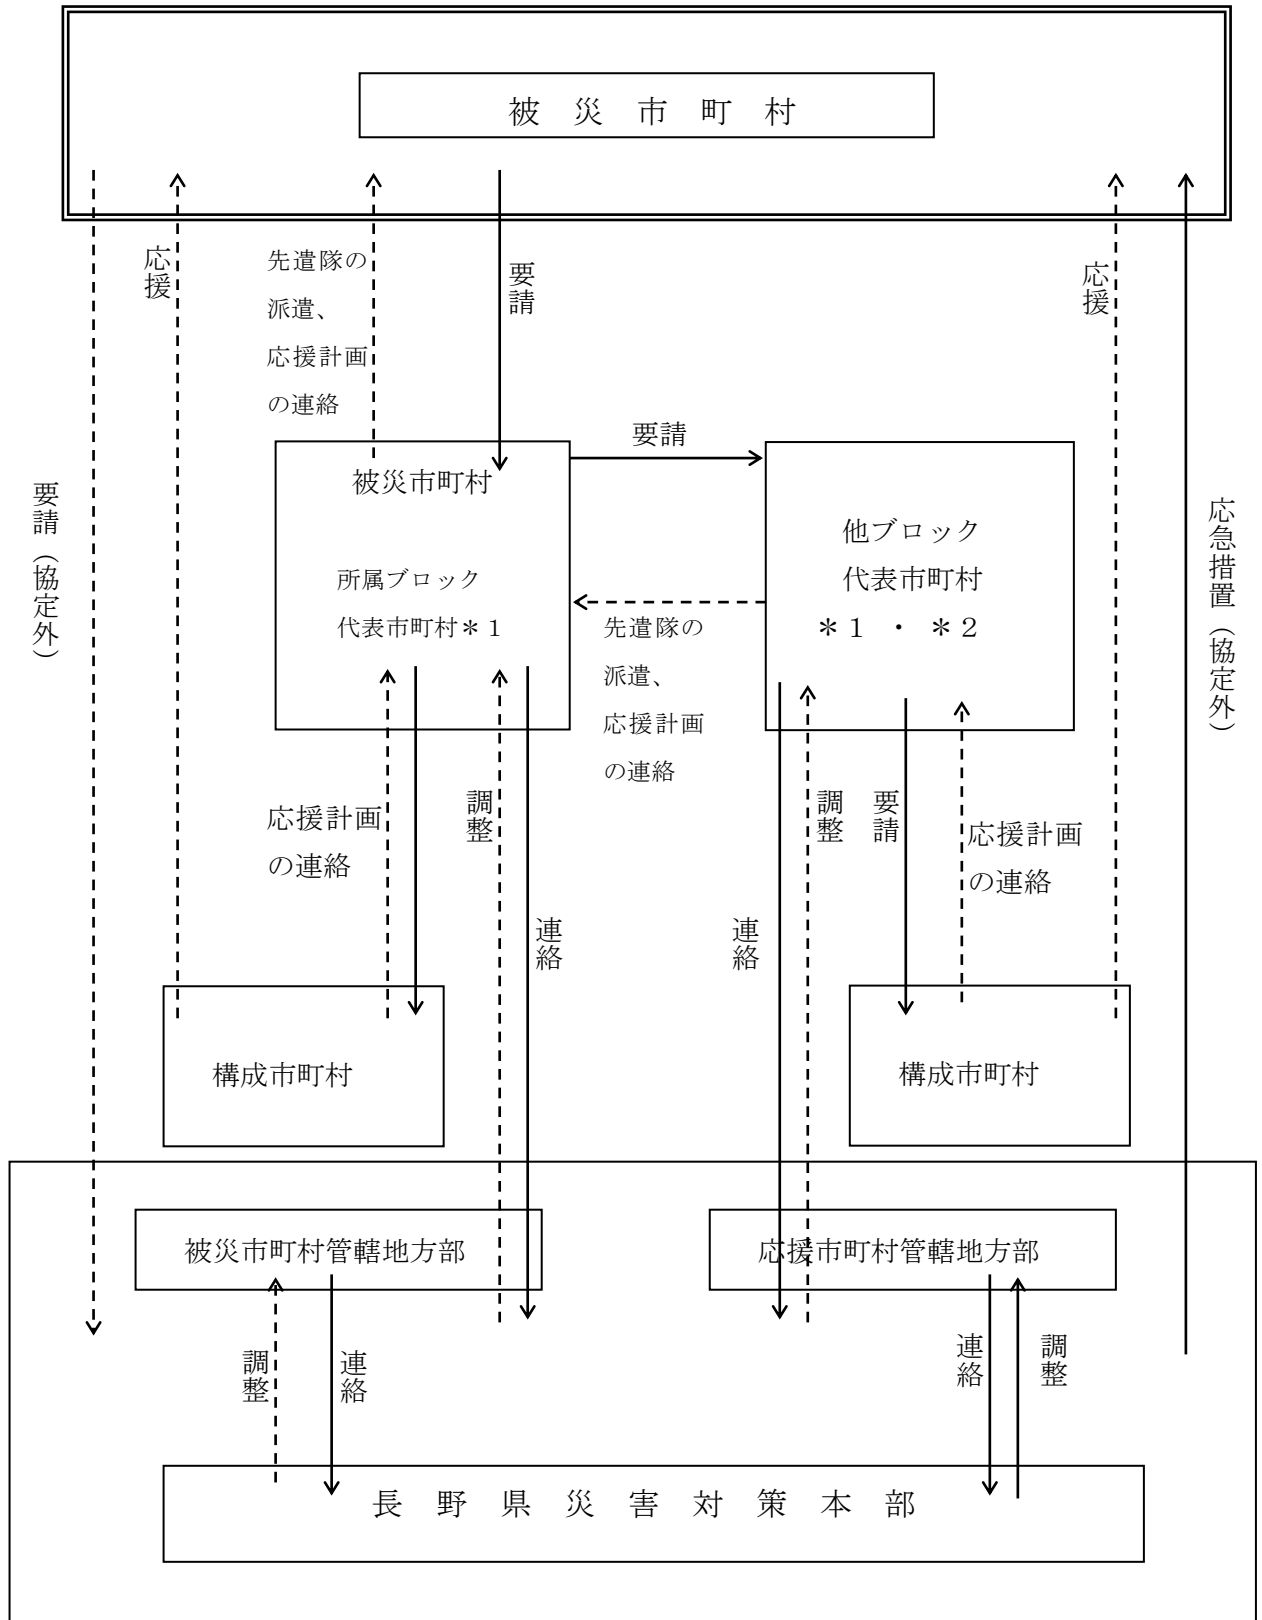 被災市町村
応援
先遣隊の
派遣、
応援計画
の連絡
要請
応援
要請
要請（協定外）
被災市町村
所属ブロック
代表市町村＊１
他ブロック
代表市町村
＊１・＊２
応急措置（協定外）
先遣隊の
派遣、
応援計画
の連絡
応援計画
の連絡
調整
調整
要請
応援計画
の連絡
連絡
連絡
構成市町村
構成市町村
被災市町村管轄地方部
応援市町村管轄地方部
調整
連絡
連絡
調整
長野県災害対策本部